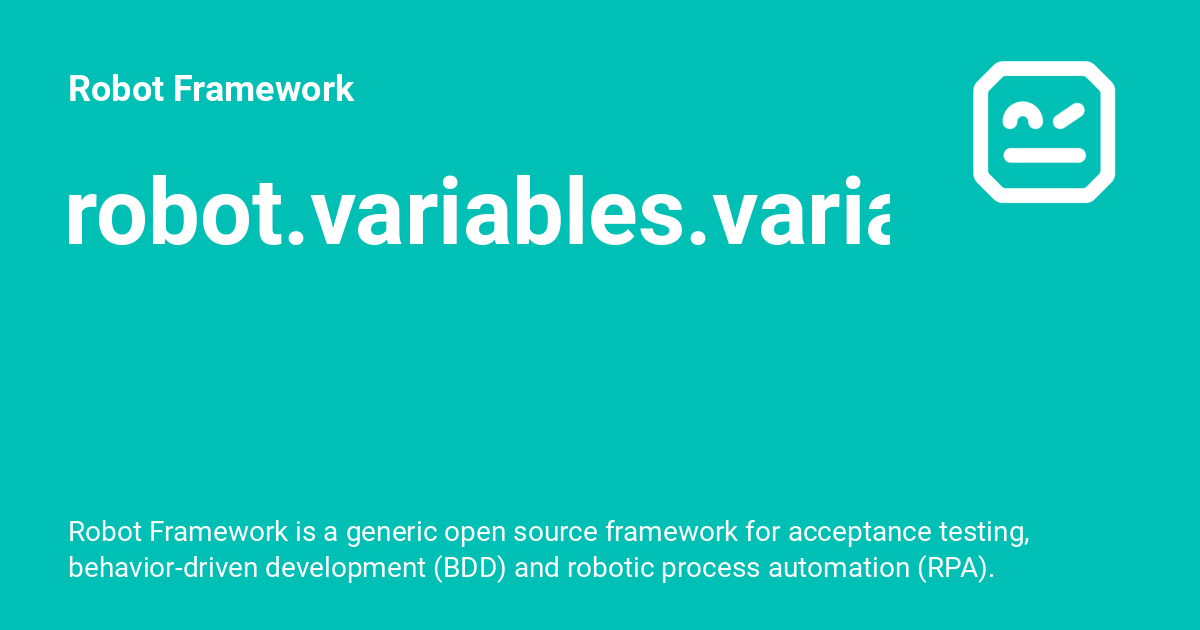 Robot Framework
robot.variables.varia
Robot Framework is a generic open source framework for acceptance testing,
behavior-driven development (BDD) and robotic process automation (RPA).